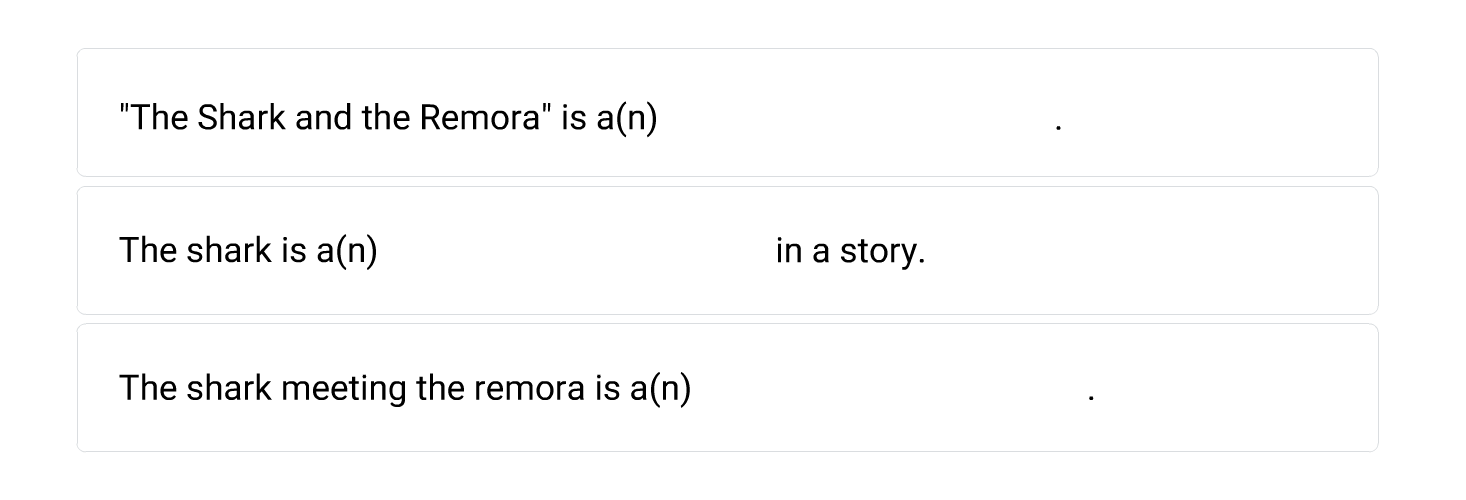 "The Shark and the Remora" is a(n) .
The shark is a(n) in a story.
The shark meeting the remora is a(n) .